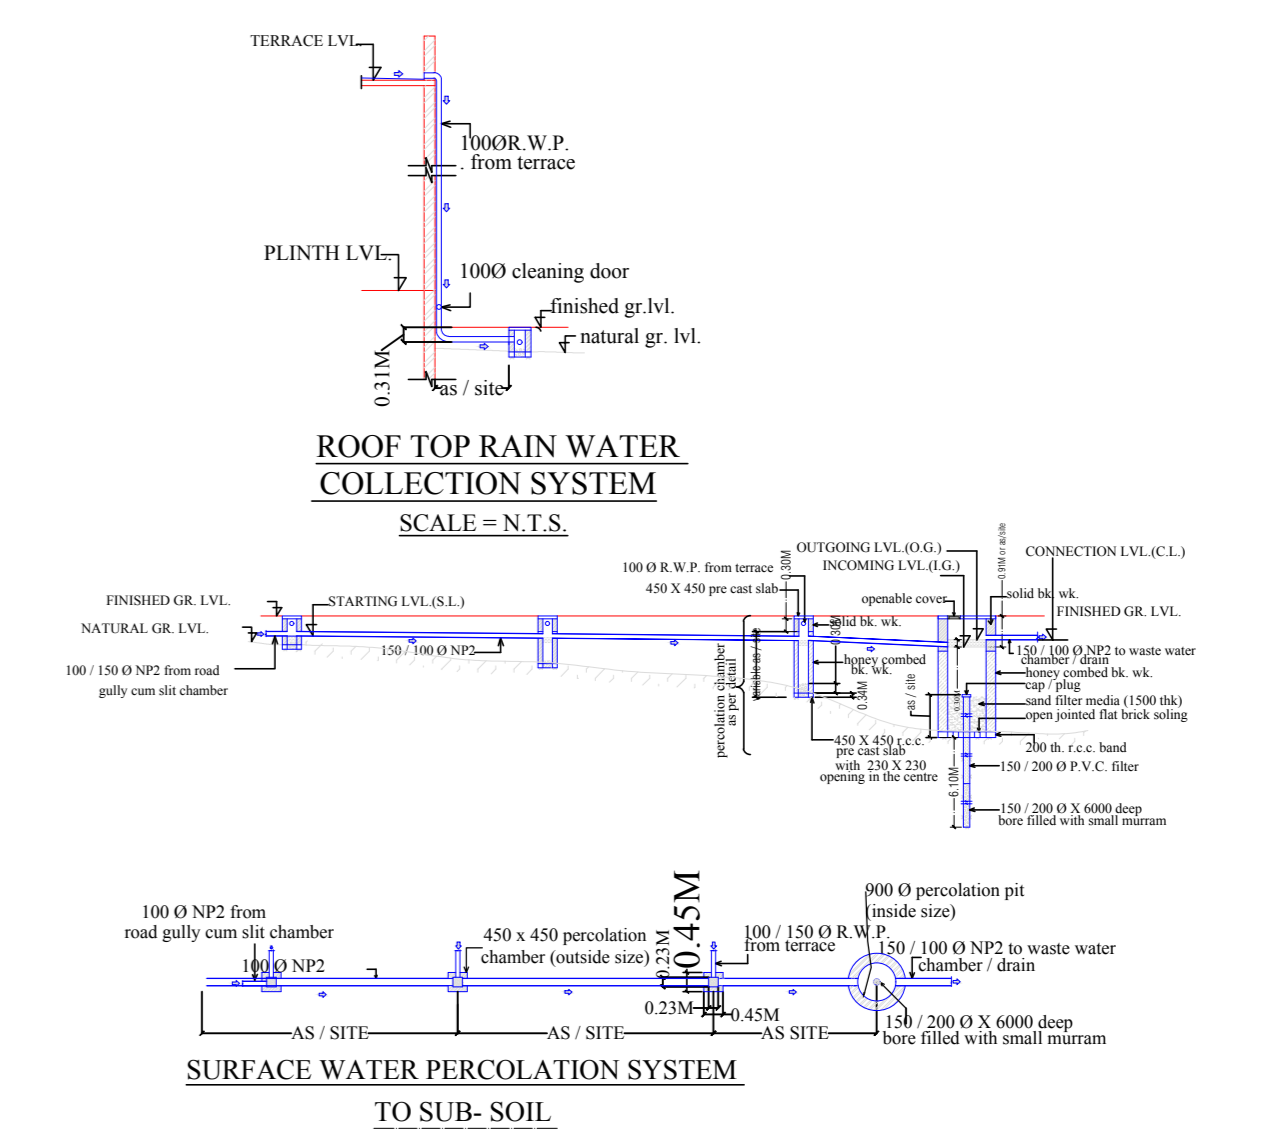 TERRACE LVL.
100ØR.W.P.
. from terrace
PLINTH LVL.
100Ø cleaning door
finished gr.lvl.
natural gr. lvl.
0.31M
as / site
ROOF TOP RAIN WATER
COLLECTION SYSTEM
SCALE = N.T.S.
FINISHED GR. LVL.
NATURAL GR. LVL.
100 / 150 Ø NP2 from road
gully cum slit chamber
STARTING LVL.(S.L.)
150 / 100 Ø NP2
100 Ø R.W.P. from terrace
450 X 450 pre cast slab
0.30M
solid bk. wk.
0.30M
honey combed
bk. wk.
percolation chamber
as per detail
variable as / site
0.34M
450 X 450 r.c.c.
pre cast slab
with 230 X 230
opening in the centre
OUTGOING LVL.(O.G.)
INCOMING LVL.(I.G.)
openable cover
0.91M or as/site
CONNECTION LVL.(C.L.)
solid bk. wk.
FINISHED GR. LVL.
150 / 100 Ø NP2 to waste water
chamber / drain
honey combed bk. wk.
cap / plug
sand filter media (1500 thk)
open jointed flat brick soling
200 th. r.c.c. band
150 / 200 Ø P.V.C. filter
150 / 200 Ø X 6000 deep
bore filled with small murram
as / site
6.10M
100 Ø NP2 from
road gully cum slit chamber
100 Ø NP2
450 x 450 percolation
chamber (outside size)
0.23M
0.45M
100 / 150 Ø R.W.P.
from terrace
0.23M
0.45M
900 Ø percolation pit
(inside size)
150 / 100 Ø NP2 to waste water
chamber / drain
150 / 200 Ø X 6000 deep
bore filled with small murram
AS / SITE
AS / SITE
AS SITE
SURFACE WATER PERCOLATION SYSTEM
TO SUB- SOIL